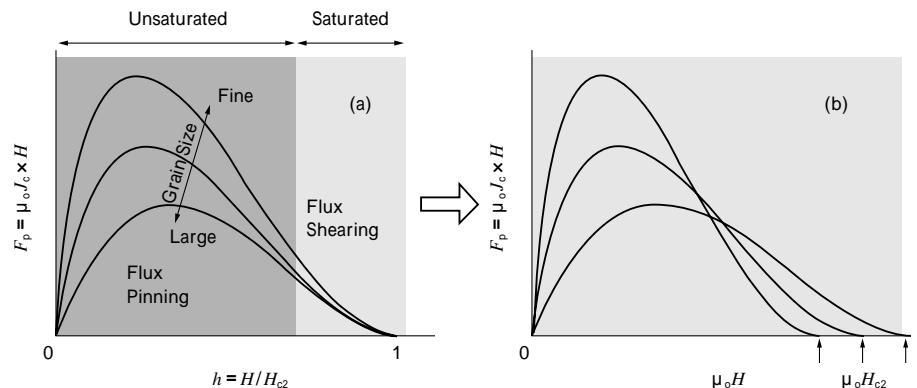 Unsaturated
Saturated
(a)
Fine
Grain Size
Large
Flux
Shearing
Flux
Pinning
F_p = μ_o J_c × H
0
1
h = H / H_c2
(b)
F_p = μ_o J_c × H
0
μ_o H
μ_o H_c2